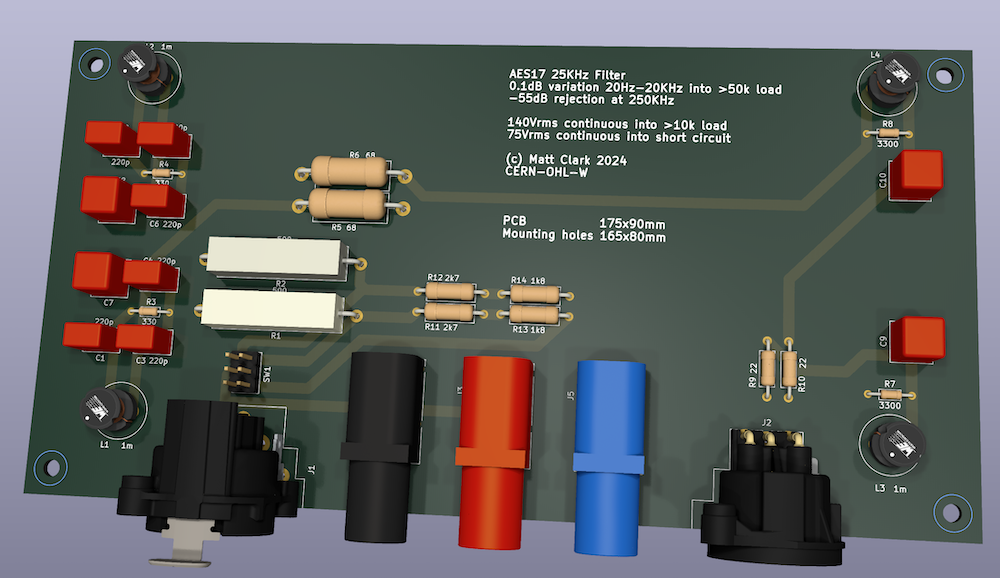 L2 1m
L4
AES17 25KHz Filter
0.1dB variation 20Hz-20KHz into >50k load
-55dB rejection at 250KHz
140Vrms continuous into >10k load
75Vrms continuous into short circuit
(c) Matt Clark 2024
CERN-OHL-W
R8
3300
220p
R4
330
R6 68
C10
C6 220p
R5 68
PCB 175x90mm
Mounting holes 165x80mm
R2
C7
R12 2k7
R14 1k8
R3
330
R11 2k7
R13 1k8
220p
C1
C3 220p
R1
SW1
C9
R9 22
R10 22
R7
3300
J5
J2
L1 1m
J1
L3 1m